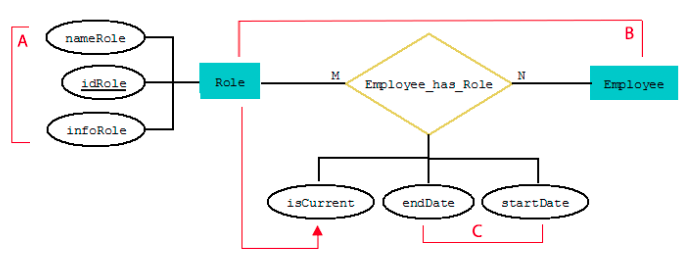 A
nameRole
idRole
infoRole
Role
M
Employee_has_Role
N
B
Employee
isCurrent
endDate
startDate
C